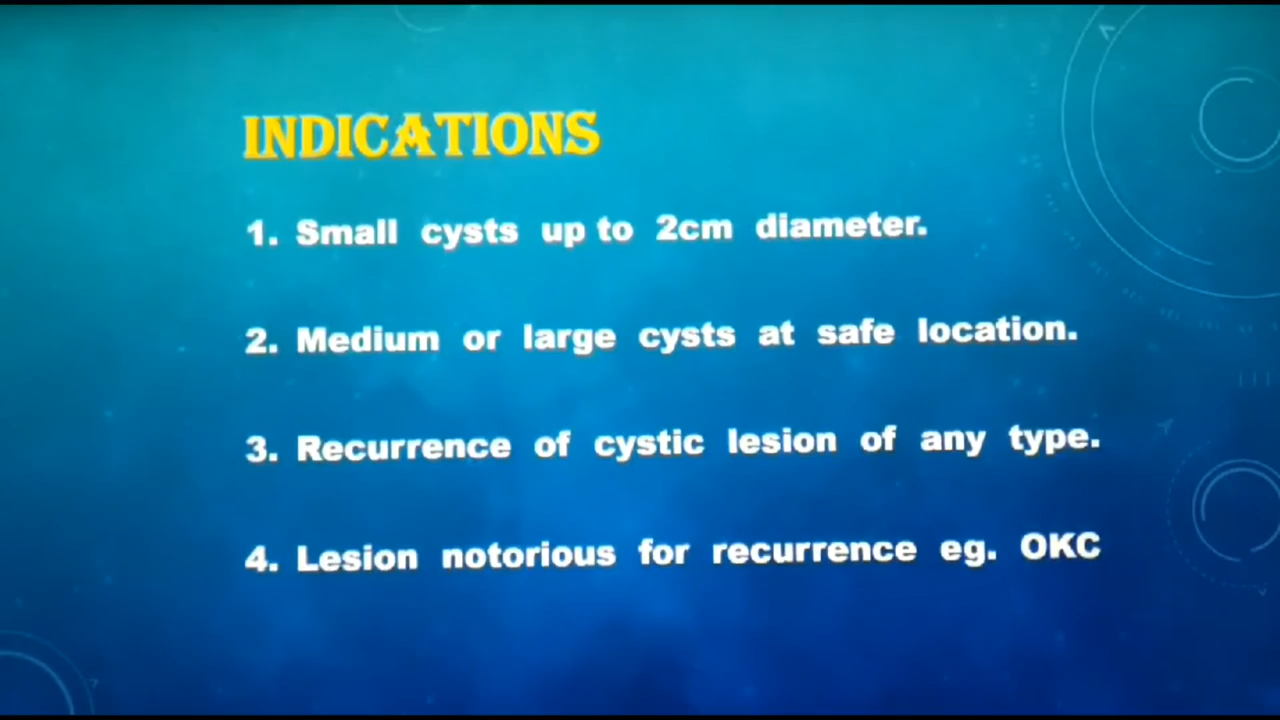 INDICATIONS
1. Small cysts up to 2cm diameter.
2. Medium or large cysts at safe location.
3. Recurrence of cystic lesion of any type.
4. Lesion notorious for recurrence eg. OKC